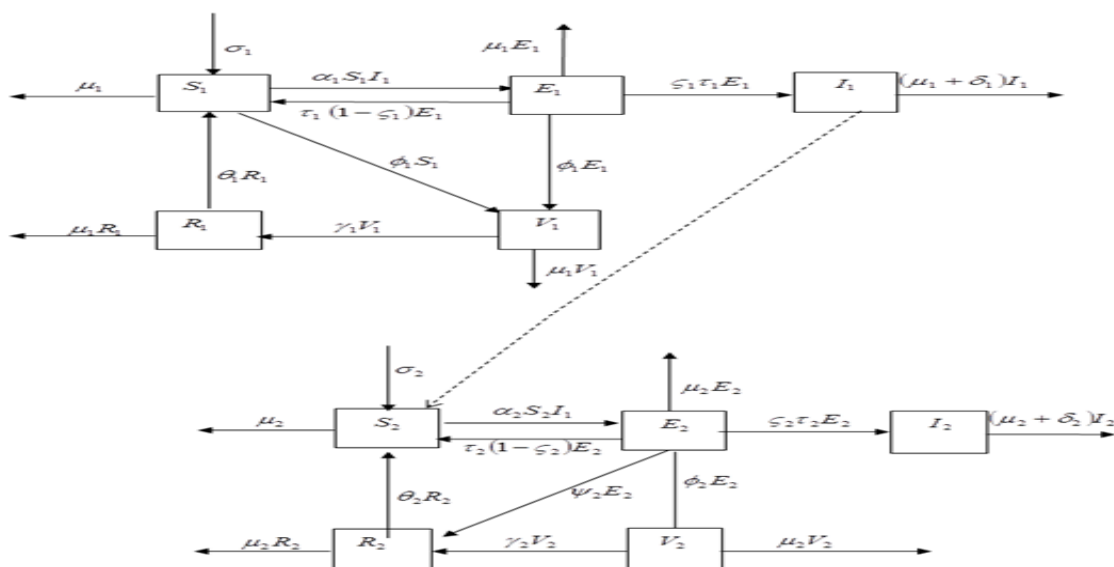 σ₁
μ₁E₁
μ₁
S₁
α₁S₁I₁
E₁
ς₁τ₁E₁
I₁
(μ₁ + δ₁)I₁
τ₁(1 − ς₁)E₁
ϕ₁S₁
ϕ₁E₁
θ₁R₁
μ₁R₁
R₁
γ₁V₁
V₁
μ₁V₁
σ₂
μ₂E₂
μ₂
S₂
α₂S₂I₁
E₂
ς₂τ₂E₂
I₂
(μ₂ + δ₂)I₂
τ₂(1 − ς₂)E₂
θ₂R₂
ψ₂E₂
ϕ₂E₂
μ₂R₂
R₂
γ₂V₂
V₂
μ₂V₂